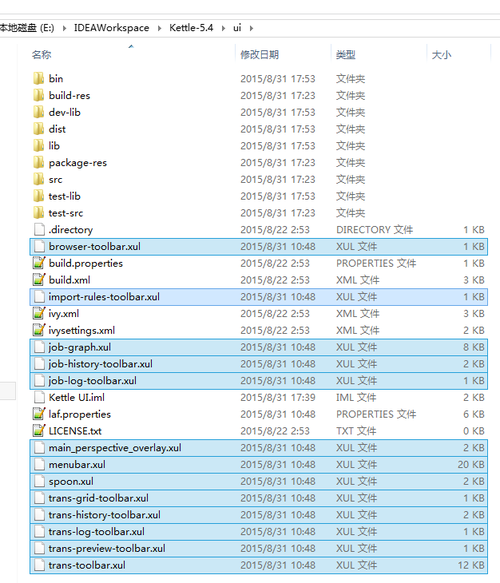 本地磁盘 (E:) ▸ IDEAWorkspace ▸ Kettle-5.4 ▸ ui ▸
名称 修改日期 类型 大小
bin 2015/8/31 17:53 文件夹
build-res 2015/8/31 17:23 文件夹
dev-lib 2015/8/31 17:53 文件夹
dist 2015/8/31 17:53 文件夹
lib 2015/8/31 17:53 文件夹
package-res 2015/8/31 17:23 文件夹
src 2015/8/31 17:23 文件夹
test-lib 2015/8/31 17:53 文件夹
test-src 2015/8/31 17:23 文件夹
.directory 2015/8/22 2:53 DIRECTORY 文件 1 KB
browser-toolbar.xul 2015/8/31 10:48 XUL 文件 1 KB
build.properties 2015/8/22 2:53 PROPERTIES 文件 1 KB
build.xml 2015/8/22 2:53 XML 文件 3 KB
import-rules-toolbar.xul 2015/8/31 10:48 XUL 文件 1 KB
ivy.xml 2015/8/22 2:53 XML 文件 3 KB
ivysettings.xml 2015/8/22 2:53 XML 文件 2 KB
job-graph.xul 2015/8/31 10:48 XUL 文件 8 KB
job-history-toolbar.xul 2015/8/31 10:48 XUL 文件 2 KB
job-log-toolbar.xul 2015/8/31 10:48 XUL 文件 1 KB
Kettle UI.iml 2015/8/31 17:39 IML 文件 2 KB
laf.properties 2015/8/31 10:48 PROPERTIES 文件 6 KB
LICENSE.txt 2015/8/22 2:53 TXT 文件 0 KB
main_perspective_overlay.xul 2015/8/31 10:48 XUL 文件 2 KB
menubar.xul 2015/8/31 10:48 XUL 文件 20 KB
spoon.xul 2015/8/31 10:48 XUL 文件 2 KB
trans-grid-toolbar.xul 2015/8/31 10:48 XUL 文件 1 KB
trans-history-toolbar.xul 2015/8/31 10:48 XUL 文件 2 KB
trans-log-toolbar.xul 2015/8/31 10:48 XUL 文件 1 KB
trans-preview-toolbar.xul 2015/8/31 10:48 XUL 文件 1 KB
trans-toolbar.xul 2015/8/31 10:48 XUL 文件 12 KB